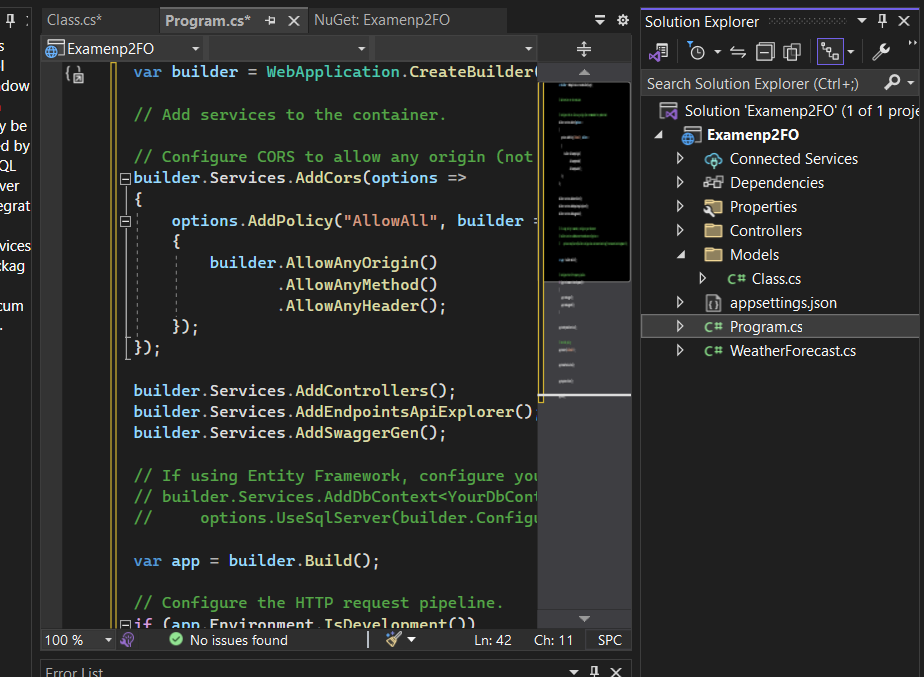 Class.cs*
Program.cs*
NuGet: Examenp2FO
Examenp2FO
var builder = WebApplication.CreateBuilder(
// Add services to the container.
// Configure CORS to allow any origin (not
builder.Services.AddCors(options =>
{
options.AddPolicy("AllowAll", builder =
{
builder.AllowAnyOrigin()
.AllowAnyMethod()
.AllowAnyHeader();
});
});
builder.Services.AddControllers();
builder.Services.AddEndpointsApiExplorer();
builder.Services.AddSwaggerGen();
// If using Entity Framework, configure you
// builder.Services.AddDbContext<YourDbCont
// options.UseSqlServer(builder.Configu
var app = builder.Build();
// Configure the HTTP request pipeline.
if (app.Environment.IsDevelopment())
100 %
No issues found
Ln: 42
Ch: 11
SPC
Error List
ndow
y be
ed by
QL
ver
egrat
vices
ckag
cum
Solution Explorer
Search Solution Explorer (Ctrl+;)
Solution 'Examenp2FO' (1 of 1 proje
Examenp2FO
Connected Services
Dependencies
Properties
Controllers
Models
C# Class.cs
appsettings.json
C# Program.cs
C# WeatherForecast.cs